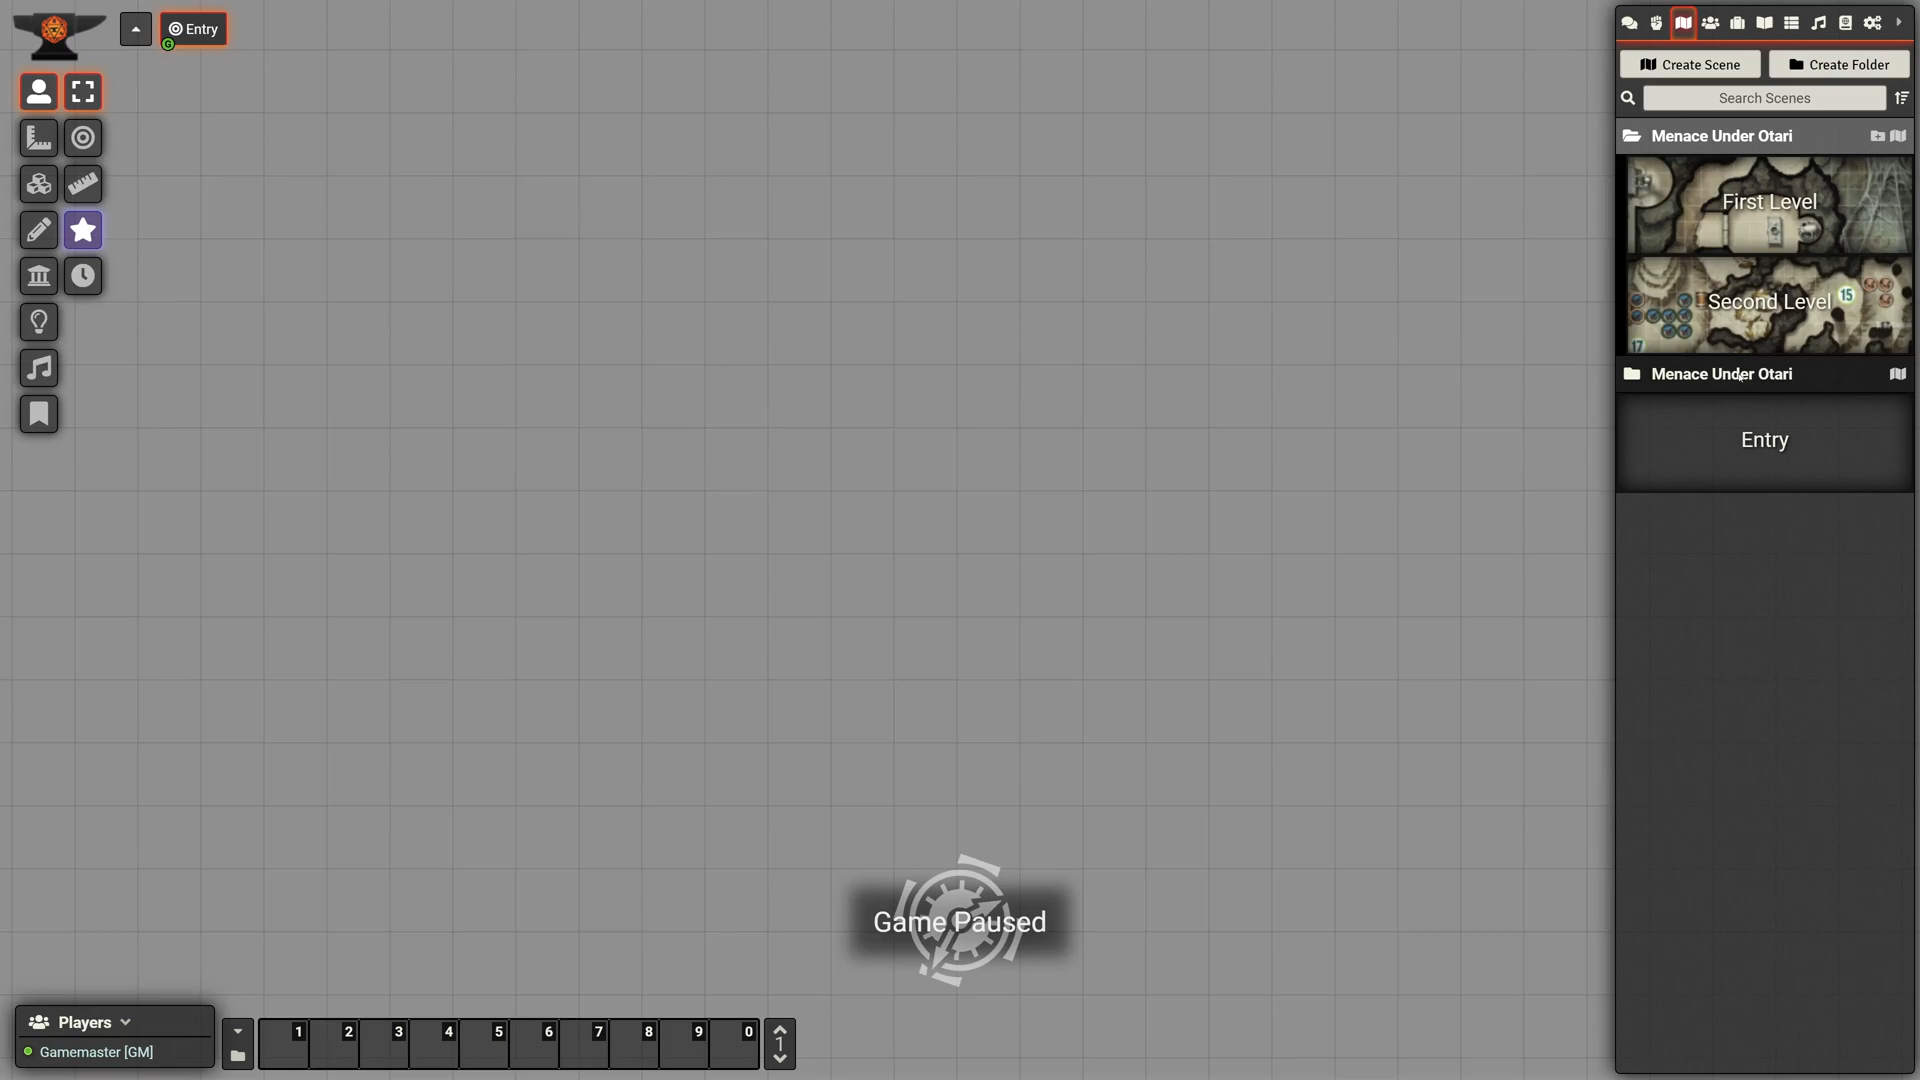 Entry
G
Create Scene
Create Folder
Search Scenes
Menace Under Otari
First Level
Second Level
15
17
Menace Under Otari
Entry
Game Paused
Players
Gamemaster [GM]
1 2 3 4 5 6 7 8 9 0
1